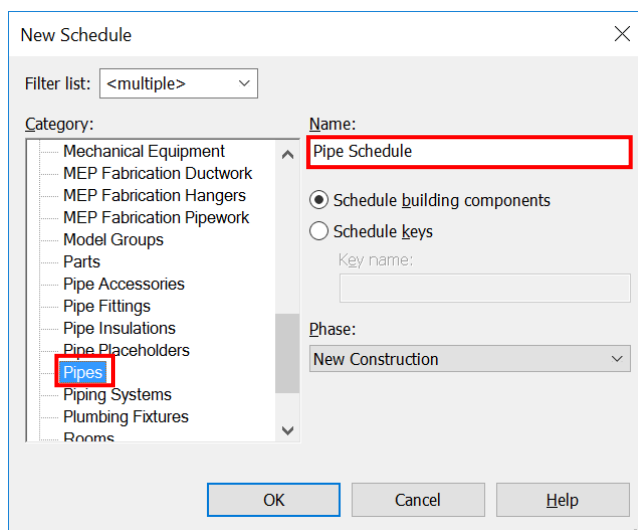 New Schedule
Filter list: <multiple>
Category:
Mechanical Equipment
MEP Fabrication Ductwork
MEP Fabrication Hangers
MEP Fabrication Pipework
Model Groups
Parts
Pipe Accessories
Pipe Fittings
Pipe Insulations
Pipe Placeholders
Pipes
Piping Systems
Plumbing Fixtures
Rooms
Name:
Pipe Schedule
Schedule building components
Schedule keys
Key name:
Phase:
New Construction
OK Cancel Help